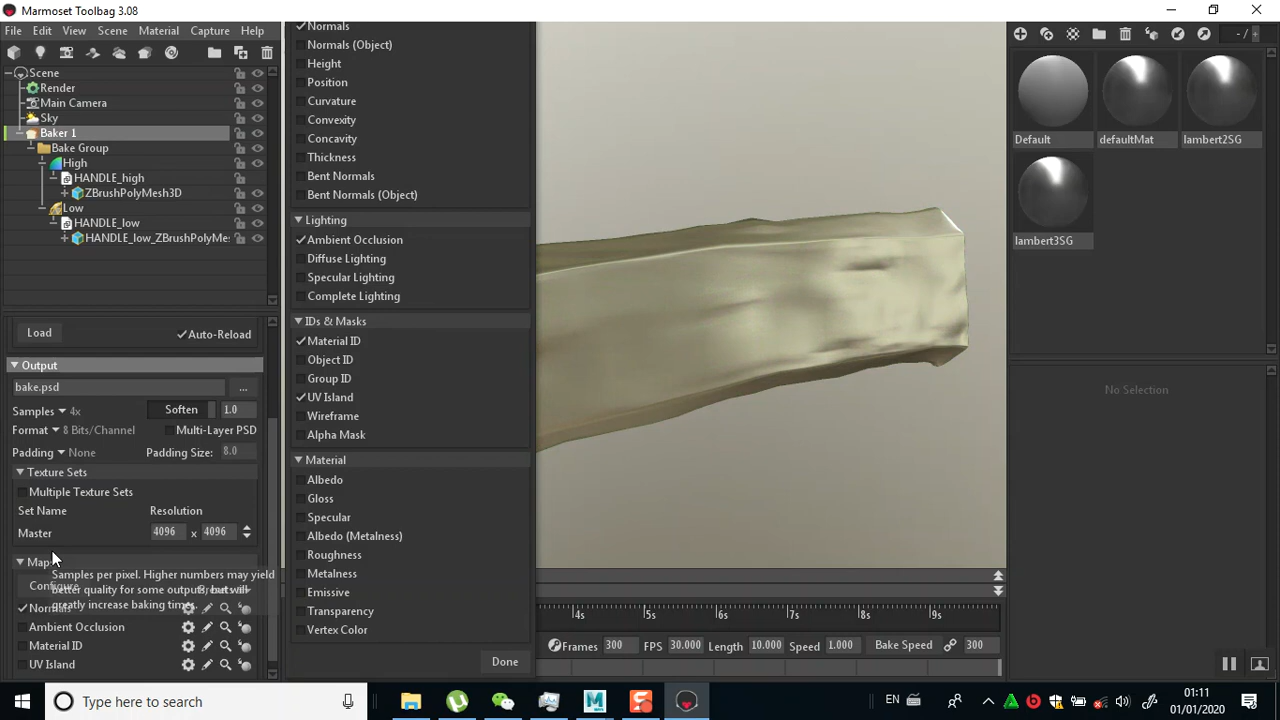 Marmoset Toolbag 3
File Edit View Scene Material Capture Help
Scene
Render
Main Camera
Sky
Baker 1
Bake Group
High
HANDLE_high
ZBrushPolyMesh3D
Low
HANDLE_low
HANDLE_low_ZBrushPolyMe:
Load
Auto-Reload
Output
bake.psd
...
Samples 4x
Soften 1.0
Format 8 Bits/Channel
Multi-Layer PSD
Padding None
Padding Size: 8.0
Texture Sets
Multiple Texture Sets
Set Name Resolution
Master 4096 x 4096
Maps
Samples per pixel. Higher numbers may yield
better quality for some outputs, but will
greatly increase baking times.
Configure
Normals
Ambient Occlusion
Material ID
UV Island
Normals
Normals (Object)
Height
Position
Curvature
Convexity
Concavity
Thickness
Bent Normals
Bent Normals (Object)
Lighting
Ambient Occlusion
Diffuse Lighting
Specular Lighting
Complete Lighting
IDs & Masks
Material ID
Object ID
Group ID
UV Island
Wireframe
Alpha Mask
Material
Albedo
Gloss
Specular
Albedo (Metalness)
Roughness
Metalness
Emissive
Transparency
Vertex Color
Done
4s 5s 6s 7s 8s 9s
Frames 300 FPS 30.000 Length 10.000 Speed 1.000 Bake Speed 300
- / +
Default defaultMat lambert2SG
lambert3SG
No Selection
Type here to search
EN
01:11
01/01/2020